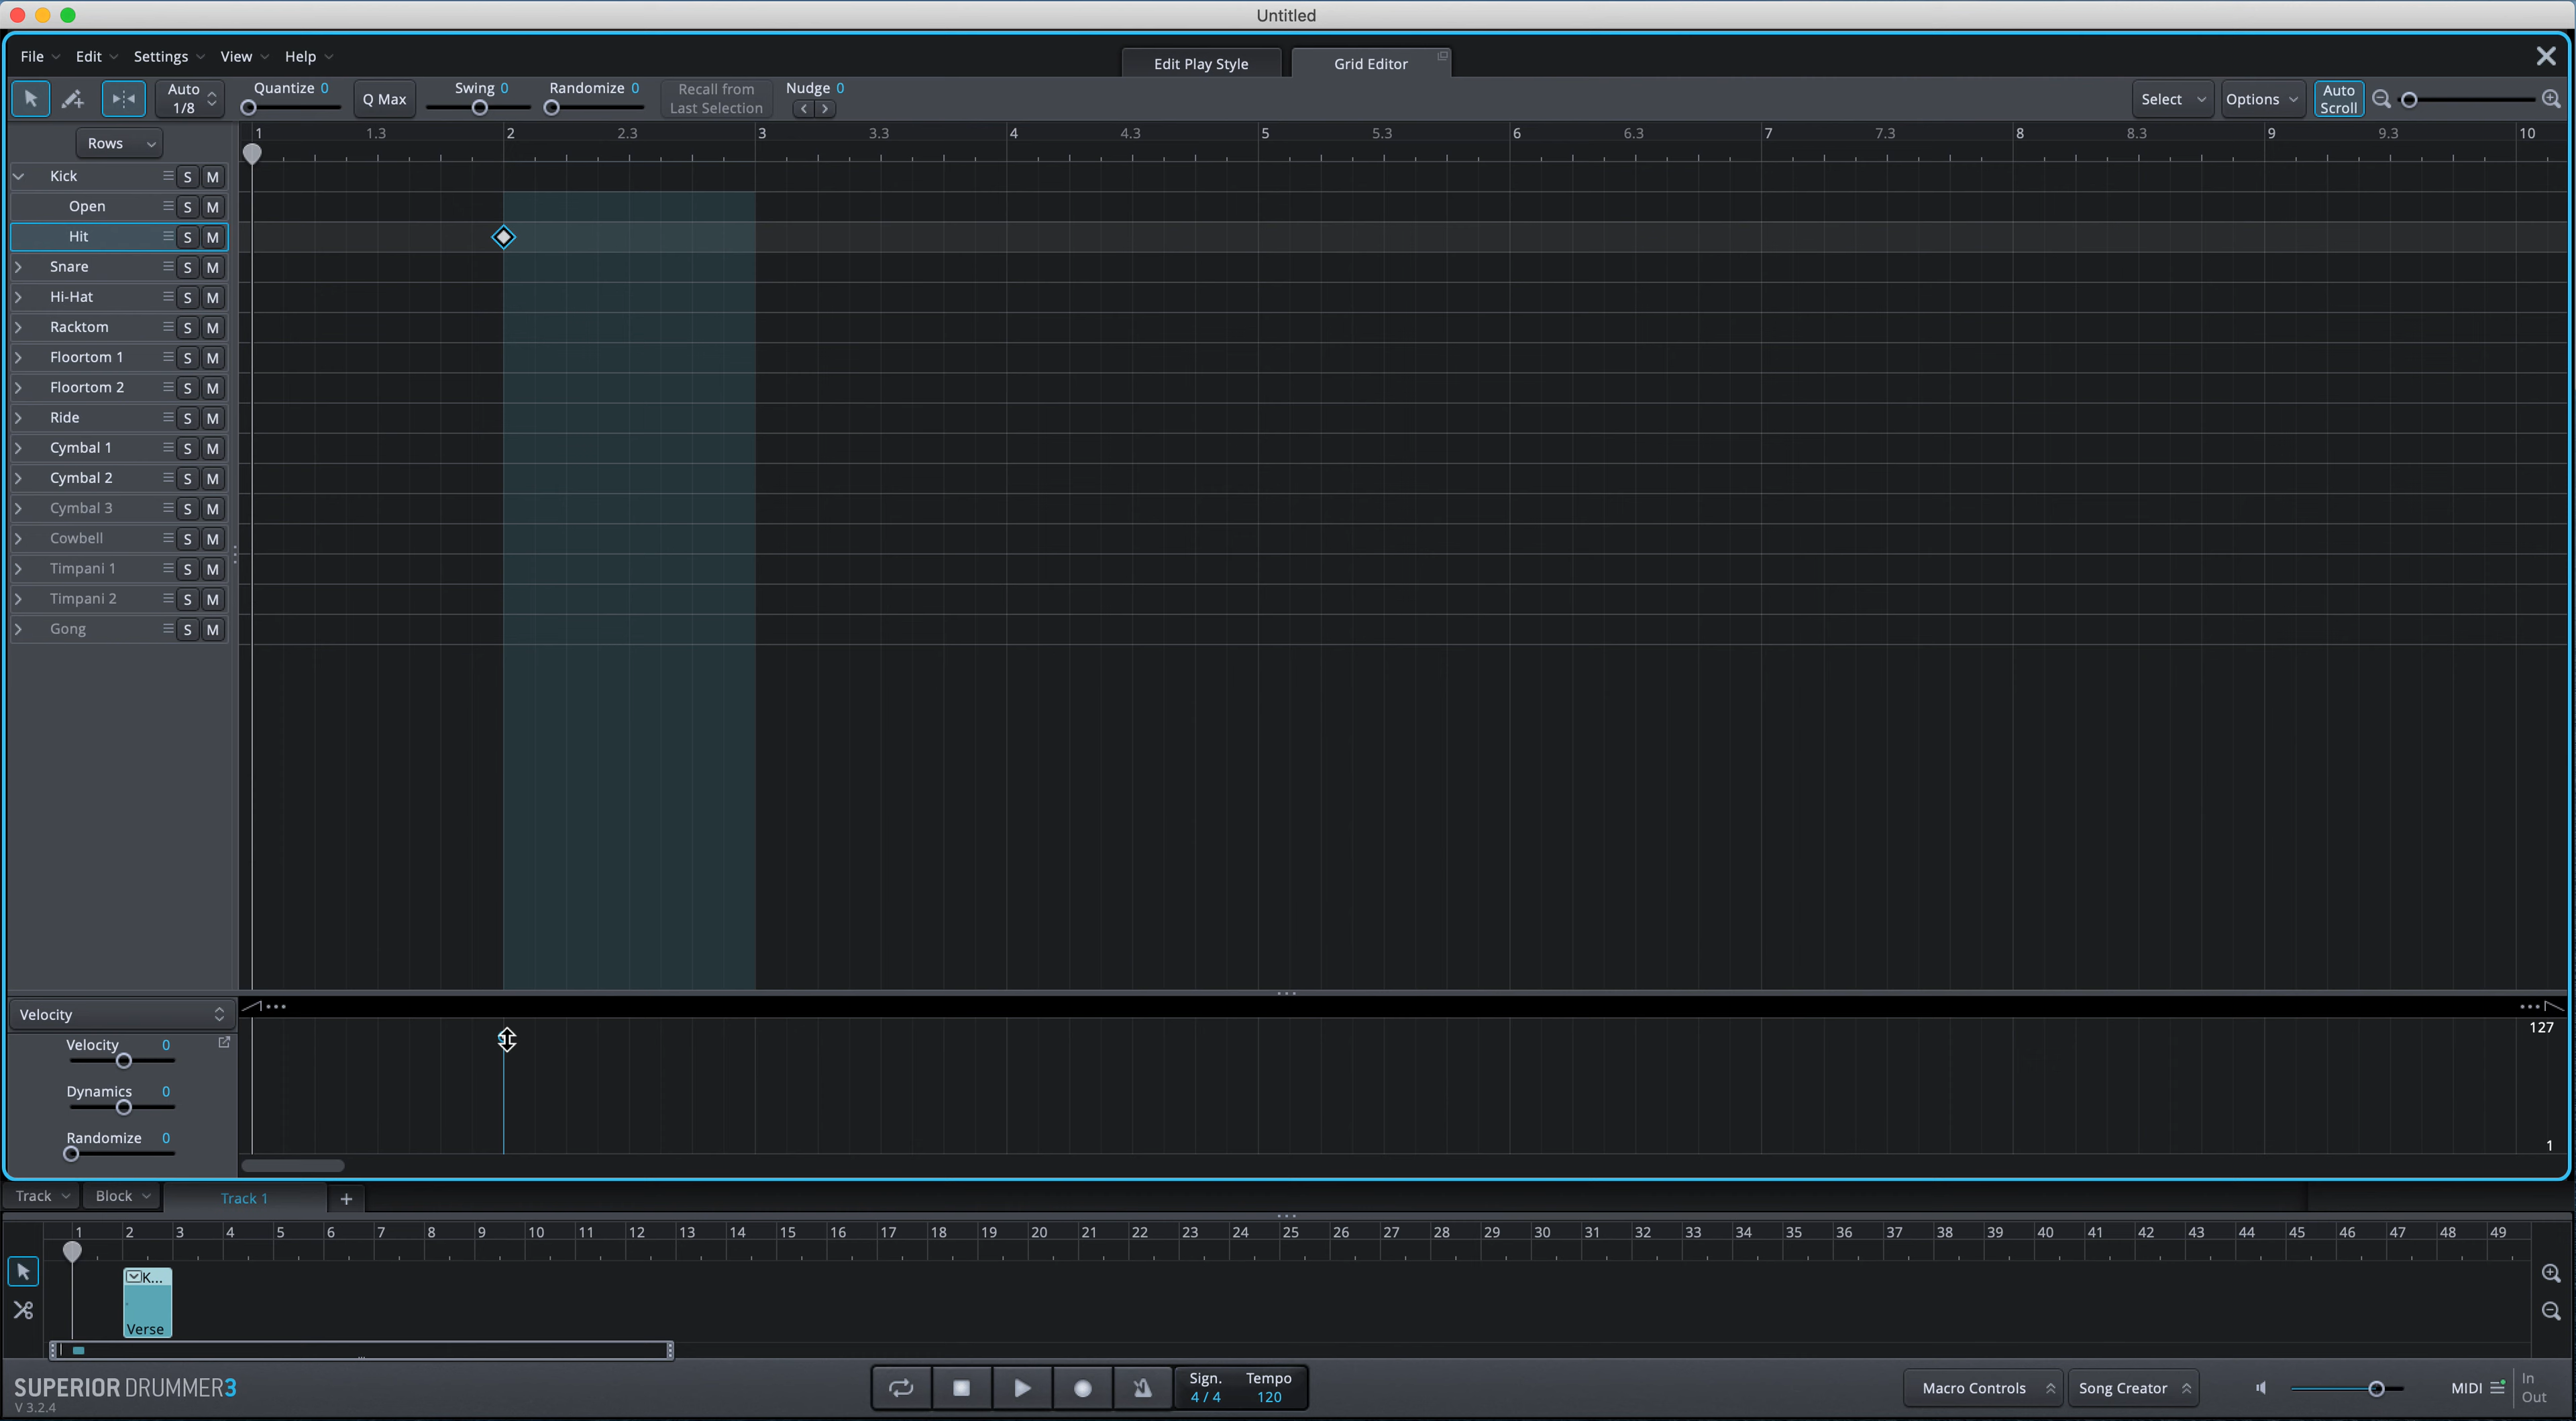 Untitled
File Edit Settings View Help
Edit Play Style Grid Editor
Auto 1/8
Quantize 0
Q Max
Swing 0
Randomize 0
Recall from Last Selection
Nudge 0
Select
Options
Auto Scroll
Rows
1 1.3 2 2.3 3 3.3 4 4.3 5 5.3 6 6.3 7 7.3 8 8.3 9 9.3 10
Kick S M
Open S M
Hit S M
Snare S M
Hi-Hat S M
Racktom S M
Floortom 1 S M
Floortom 2 S M
Ride S M
Cymbal 1 S M
Cymbal 2 S M
Cymbal 3 S M
Cowbell S M
Timpani 1 S M
Timpani 2 S M
Gong S M
Velocity
127
Velocity 0
Dynamics 0
Randomize 0
1
Track Block Track 1 +
1 2 3 4 5 6 7 8 9 10 11 12 13 14 15 16 17 18 19 20 21 22 23 24 25 26 27 28 29 30 31 32 33 34 35 36 37 38 39 40 41 42 43 44 45 46 47 48 49
K...
Verse
SUPERIOR DRUMMER 3
V 3.2.4
Sign. Tempo
4 / 4 120
Macro Controls
Song Creator
MIDI
In
Out